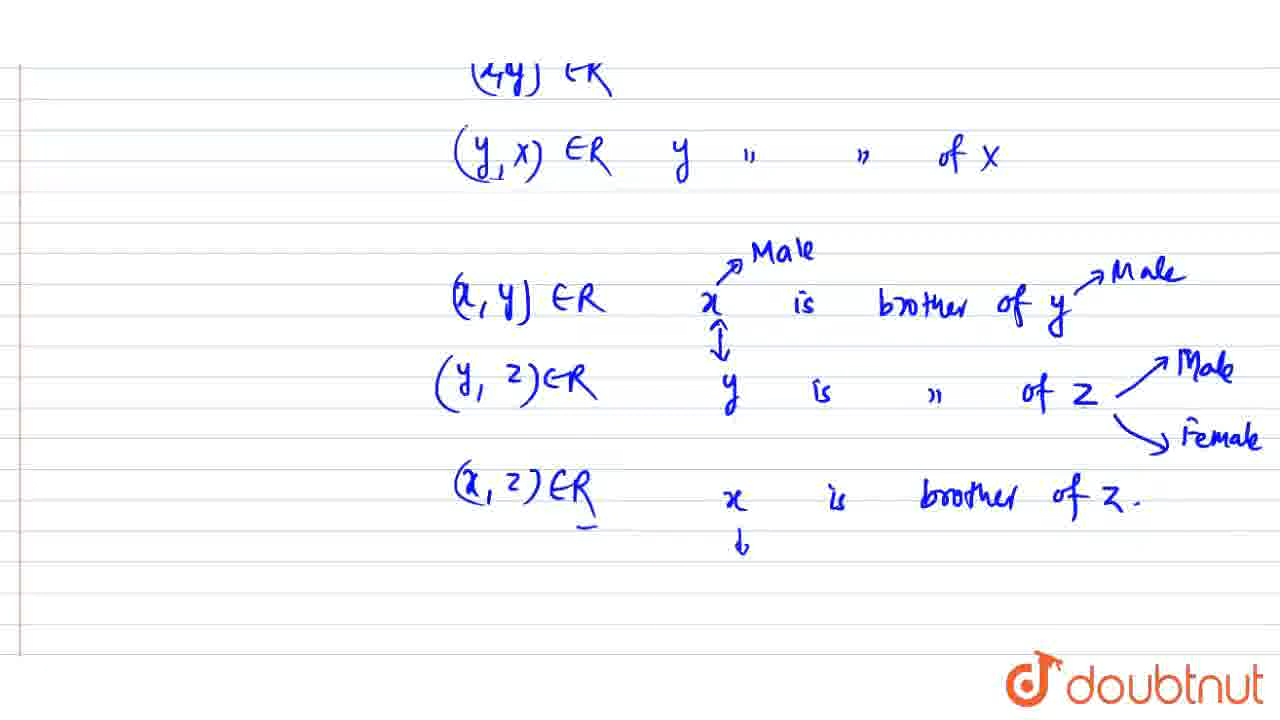 (x,y) ∈R
(y, x) ∈R y " " of x
Male
(x, y) ∈R x is brother of y Male
(y, z) ∈R y is " of z Male
Female
(x, z) ∈R x is brother of z.
doubtnut